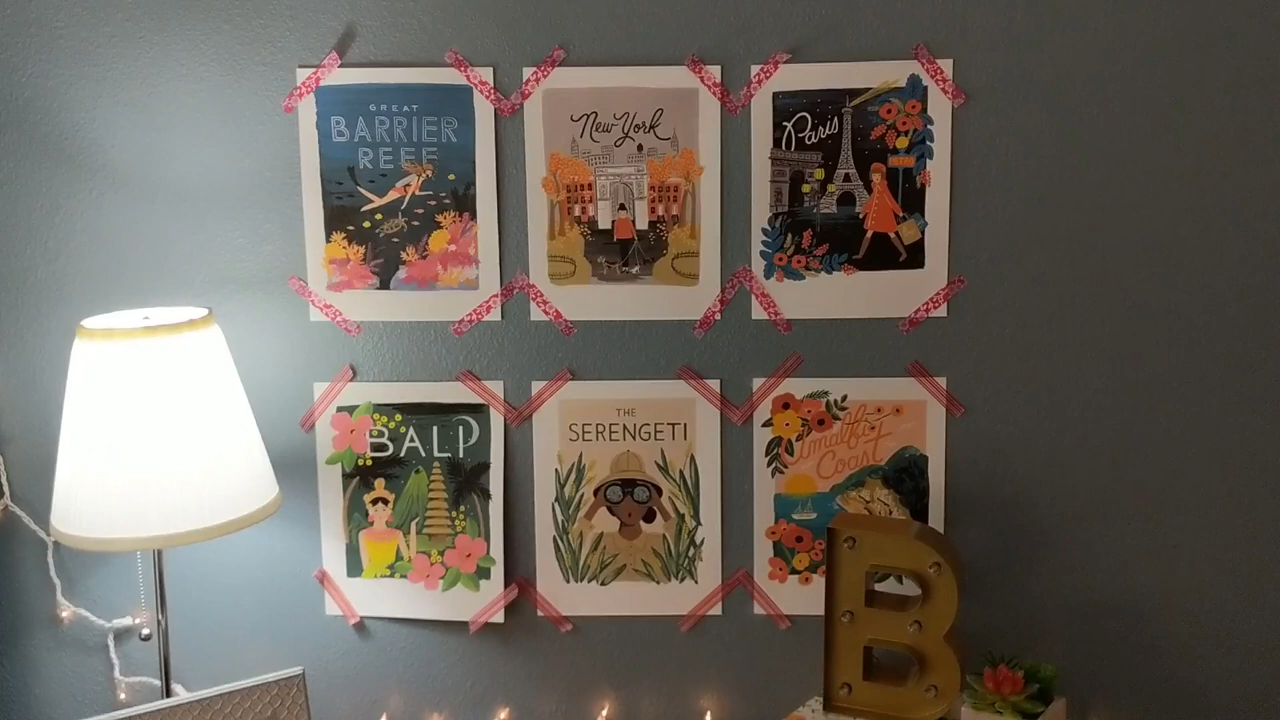 GREAT
BARRIER
REEF
New York
Paris
METRO
BALI
THE
SERENGETI
Amalfi
Coast
B